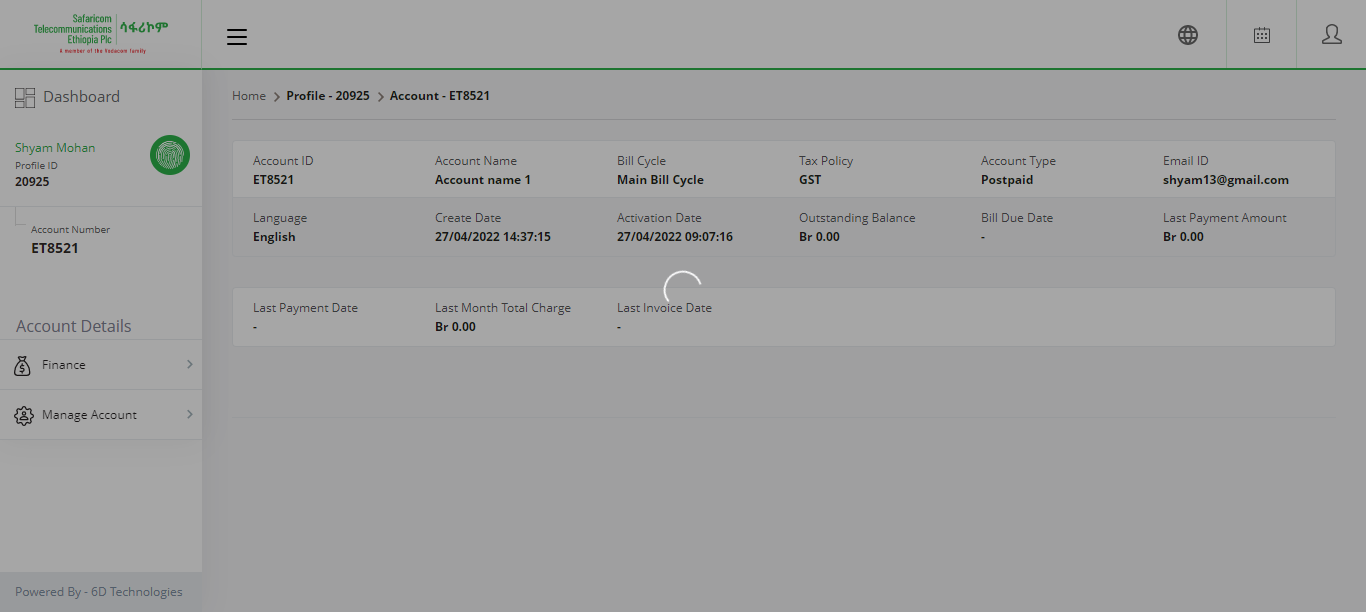 Safaricom
Telecommunications
Ethiopia Plc
ሳፋሪኮም
A member of the Vodacom family
Dashboard
Home > Profile - 20925 > Account - ET8521
Shyam Mohan
Profile ID
20925
Account Number
ET8521
Account Details
Finance
Manage Account
Powered By - 6D Technologies
Account ID Account Name Bill Cycle Tax Policy Account Type Email ID
ET8521 Account name 1 Main Bill Cycle GST Postpaid shyam13@gmail.com
Language Create Date Activation Date Outstanding Balance Bill Due Date Last Payment Amount
English 27/04/2022 14:37:15 27/04/2022 09:07:16 Br 0.00 - Br 0.00
Last Payment Date Last Month Total Charge Last Invoice Date
- Br 0.00 -